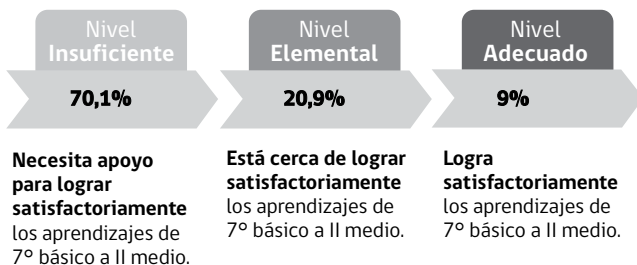 Nivel
Insuficiente
Nivel
Elemental
Nivel
Adecuado
70,1%
20,9%
9%
Necesita apoyo
para lograr
satisfactoriamente
los aprendizajes de
7° básico a II medio.
Está cerca de lograr
satisfactoriamente
los aprendizajes de
7° básico a II medio.
Logra
satisfactoriamente
los aprendizajes de
7° básico a II medio.